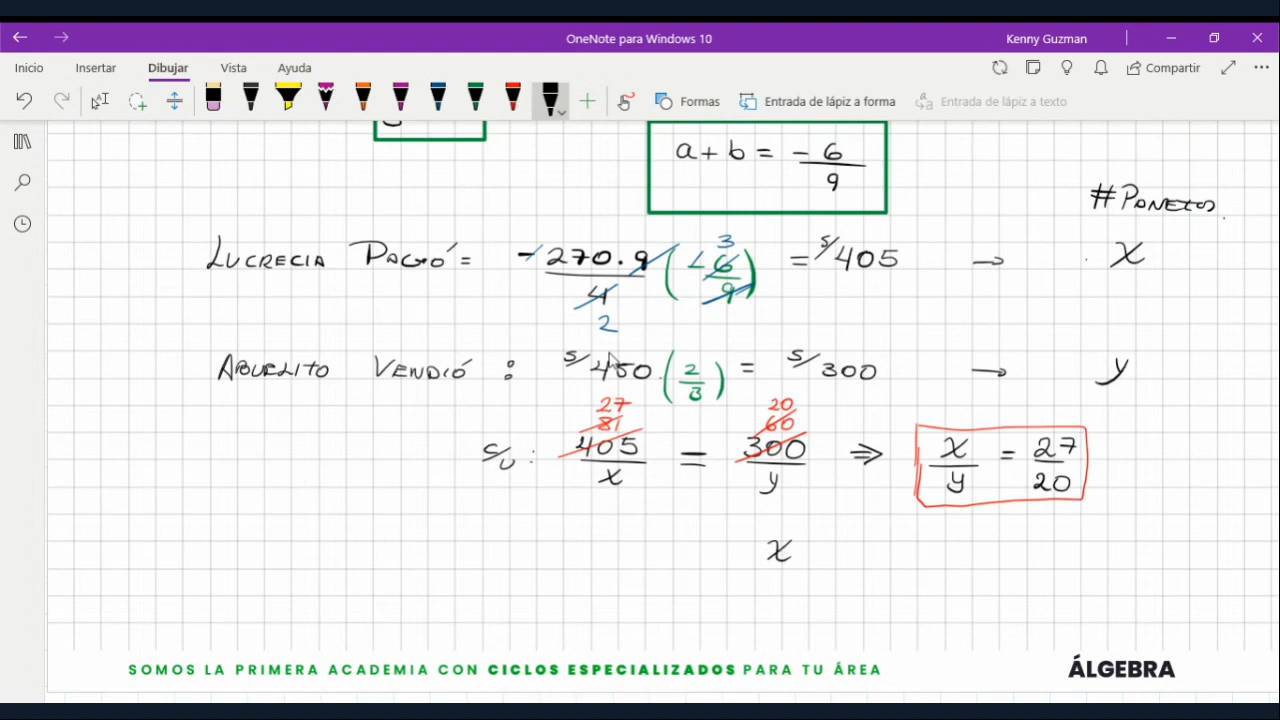 OneNote para Windows 10
Kenny Guzman
Inicio Insertar Dibujar Vista Ayuda
Compartir
Formas Entrada de lápiz a forma Entrada de lápiz a texto
a + b = - 6/9
# PANETOS.
LUCRECIA PAGÓ = - 270.9/4 (-6/9) = S/405 → x
3
2
ABUELITO VENDIÓ : S/450.(2/3) = S/300 → y
27 20
81 60
S/U : 405/x = 300/y ⇒ x/y = 27/20
x
SOMOS LA PRIMERA ACADEMIA CON CICLOS ESPECIALIZADOS PARA TU ÁREA
ÁLGEBRA